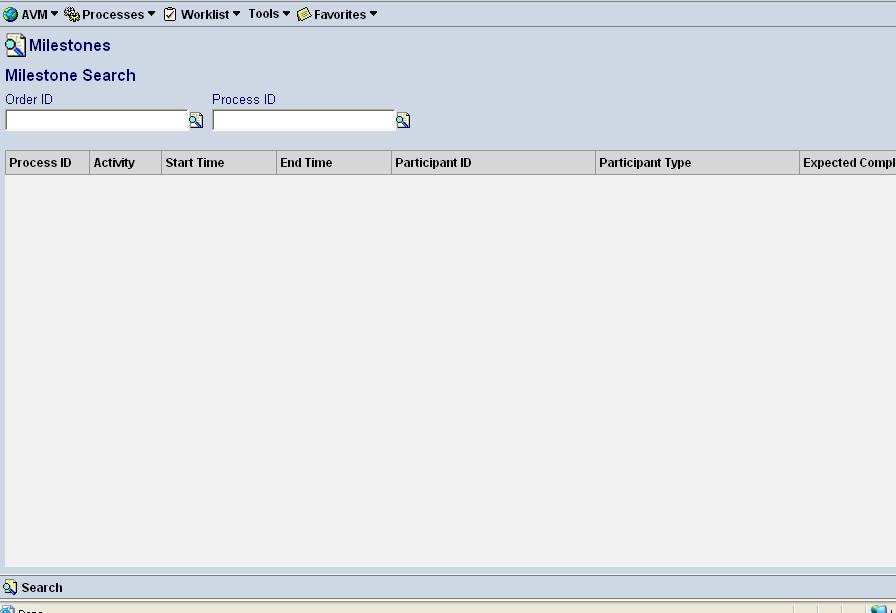 AVM Processes Worklist Tools Favorites
Milestones
Milestone Search
Order ID Process ID
Process ID Activity Start Time End Time Participant ID Participant Type Expected Compl
Search